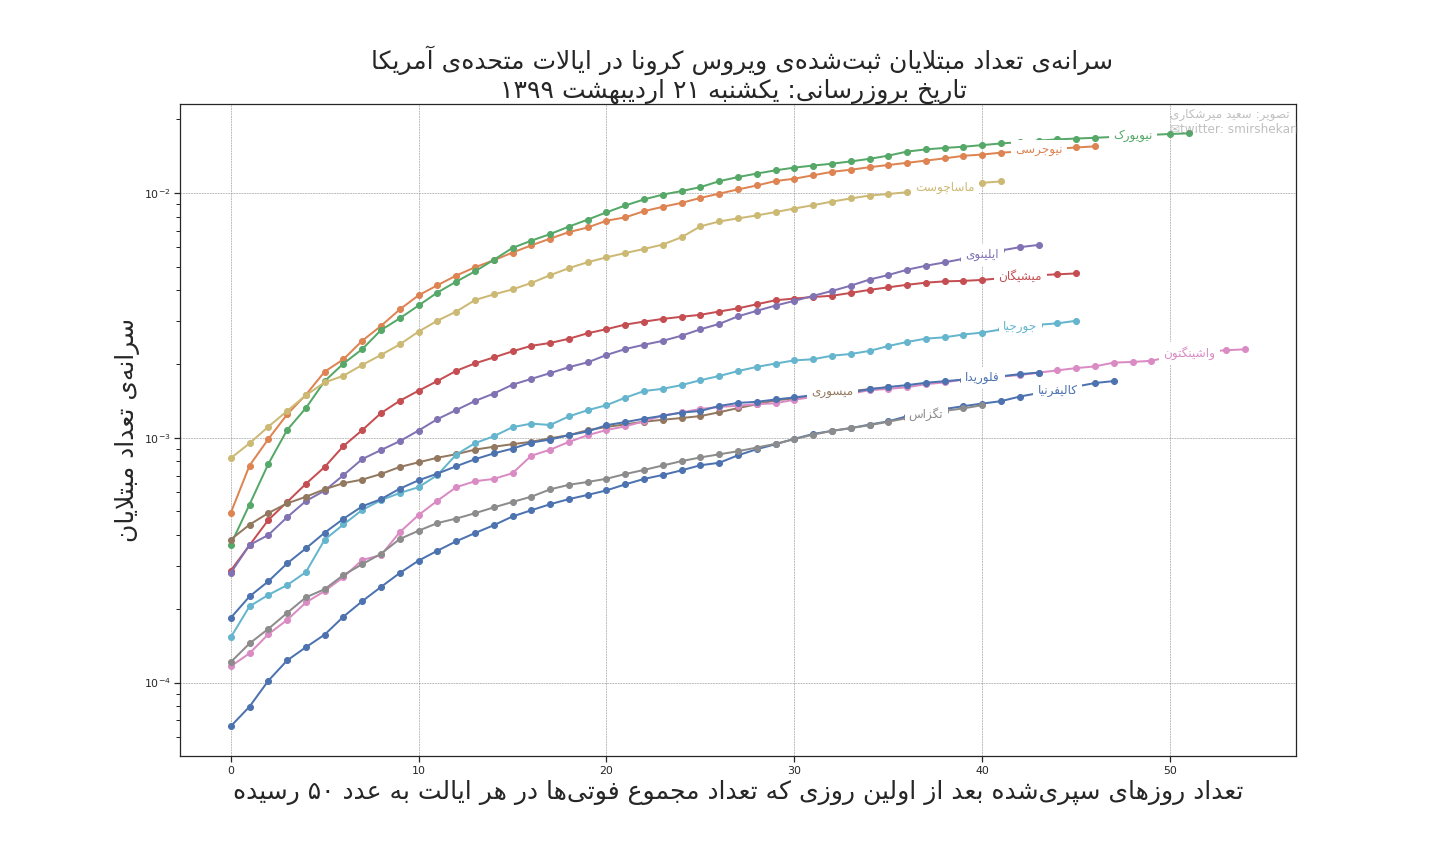 سرانه‌ی تعداد مبتلایان ثبت‌شده‌ی ویروس کرونا در ایالات متحده‌ی آمریکا
تاریخ بروزرسانی: یکشنبه ۲۱ اردیبهشت ۱۳۹۹
تصویر: سعید میرشکاری
twitter: smirshekari
نیویورک
نیوجرسی
ماساچوست
ایلینوی
میشیگان
جورجیا
واشینگتون
فلوریدا
میسوری
کالیفرنیا
تگزاس
سرانه‌ی تعداد مبتلایان
10⁻²
10⁻³
10⁻⁴
0 10 20 30 40 50
تعداد روزهای سپری‌شده بعد از اولین روزی که تعداد مجموع فوتی‌ها در هر ایالت به عدد ۵۰ رسیده